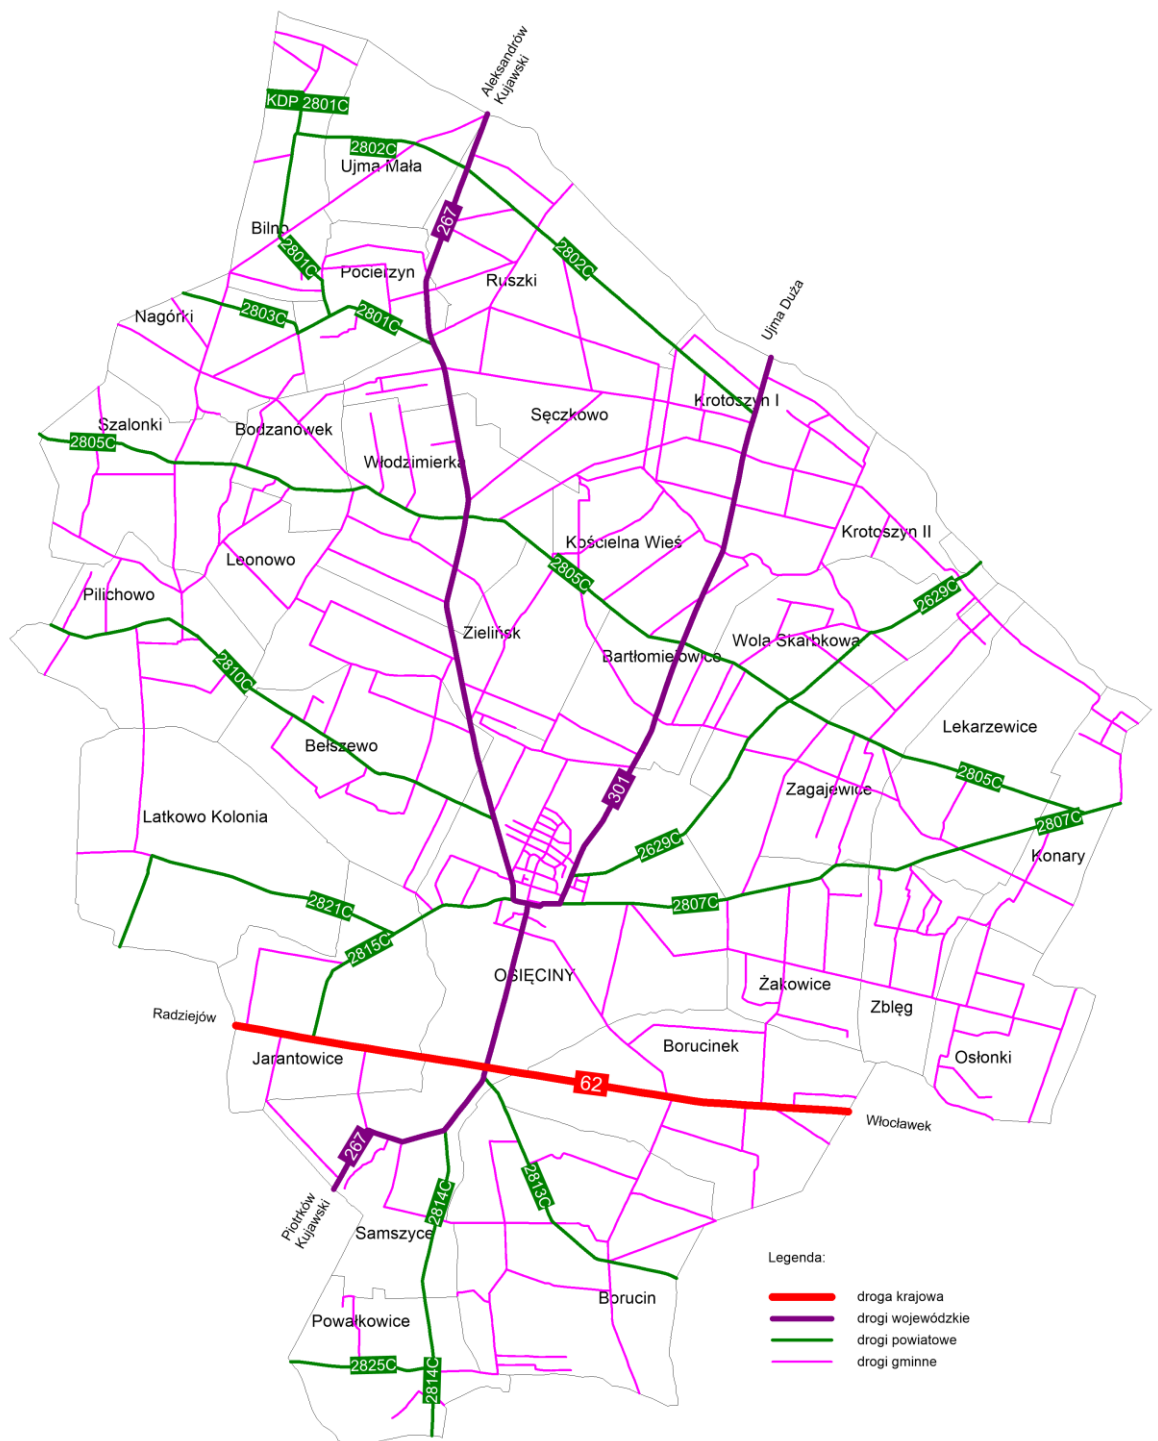 Aleksandrów
Kujawski
KDP 2801C
2802C
Ujma Mała
267
Bilno
2801C
2802C
Pocierzyn
Ruszki
Ujma Duża
2803C
2801C
Nagórki
Krotoszyn I
Sęczkowo
Szalonki
Bodzanówek
2805C
Włodzimierka
Krotoszyn II
Kościelna Wieś
Leonowo
2805C
Pilichowo
2629C
Zielińsk
Wola Skarbkowa
Bartłomiejowice
2810C
Lekarzewice
Bełszewo
2805C
301
Zagajewice
Latkowo Kolonia
2807C
2629C
Konary
2821C
2807C
2815C
OSIĘCINY
Żakowice
Zblęg
Radziejów
Borucinek
Jarantowice
Osłonki
62
Włocławek
267
2813C
2814C
Piotrków
Kujawski
Samszyce
Legenda:
droga krajowa
Borucin
drogi wojewódzkie
Powałkowice
drogi powiatowe
drogi gminne
2825C
2814C